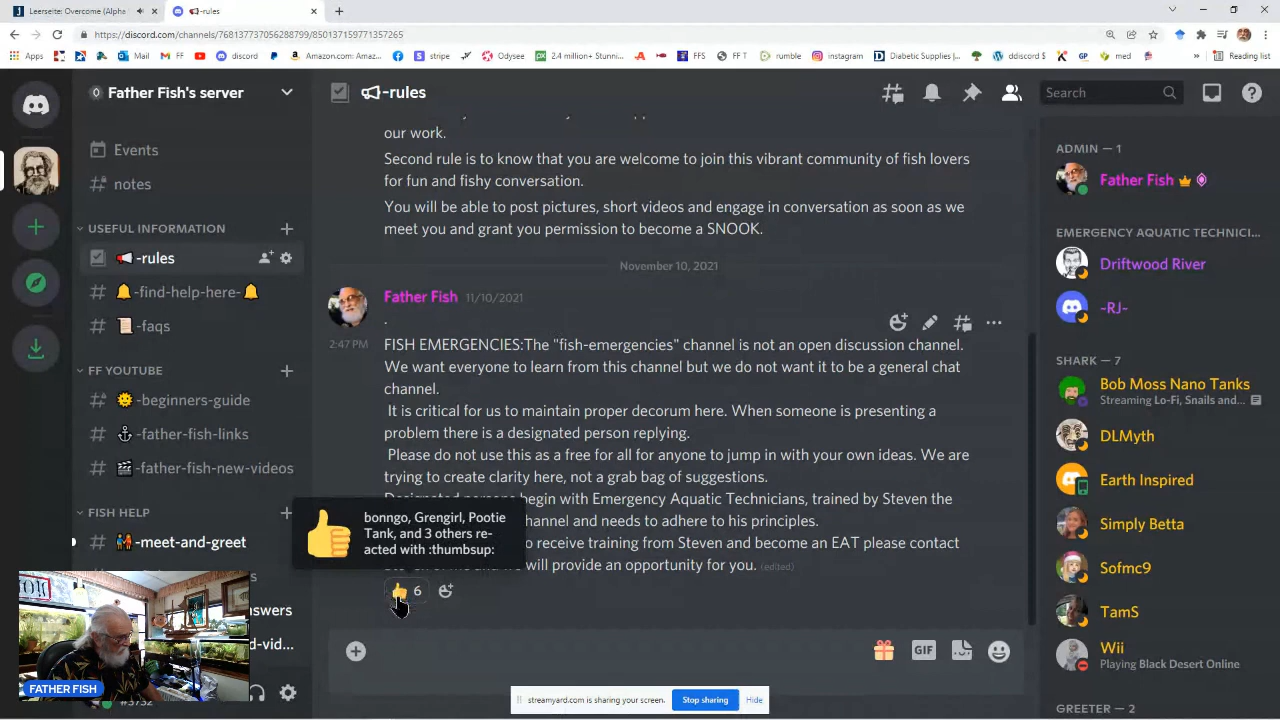 Leerseite: Overcome (Alpha
-rules
https://discord.com/channels/768137737056288799/850137159771357265
Apps
Mail
FF
discord
Amazon.com: Amaz...
stripe
Odysee
2.4 million+ Stunni...
FFS
FF T
rumble
instagram
Diabetic Supplies |...
ddiscord $
GP
med
»
Reading list
Father Fish's server
-rules
Search
Events
notes
USEFUL INFORMATION
-rules
-find-help-here-
-faqs
FF YOUTUBE
-beginners-guide
-father-fish-links
-father-fish-new-videos
FISH HELP
-meet-and-greet
nswers
d-vid...
#3732
FATHER FISH
our work.
Second rule is to know that you are welcome to join this vibrant community of fish lovers
for fun and fishy conversation.
You will be able to post pictures, short videos and engage in conversation as soon as we
meet you and grant you permission to become a SNOOK.
November 10, 2021
Father Fish 11/10/2021
.
2:47 PM
FISH EMERGENCIES:The "fish-emergencies" channel is not an open discussion channel.
We want everyone to learn from this channel but we do not want it to be a general chat
channel.
It is critical for us to maintain proper decorum here. When someone is presenting a
problem there is a designated person replying.
Please do not use this as a free for all for anyone to jump in with your own ideas. We are
trying to create clarity here, not a grab bag of suggestions.
begin with Emergency Aquatic Technicians, trained by Steven the
hannel and needs to adhere to his principles.
o receive training from Steven and become an EAT please contact
will provide an opportunity for you. (edited)
bonngo, Grengirl, Pootie
Tank, and 3 others re-
acted with :thumbsup:
6
GIF
streamyard.com is sharing your screen.
Stop sharing
Hide
ADMIN — 1
Father Fish
EMERGENCY AQUATIC TECHNICI...
Driftwood River
-RJ-
SHARK — 7
Bob Moss Nano Tanks
Streaming Lo-Fi, Snails and...
DLMyth
Earth Inspired
Simply Betta
Sofmc9
TamS
Wii
Playing Black Desert Online
GREETER — 2